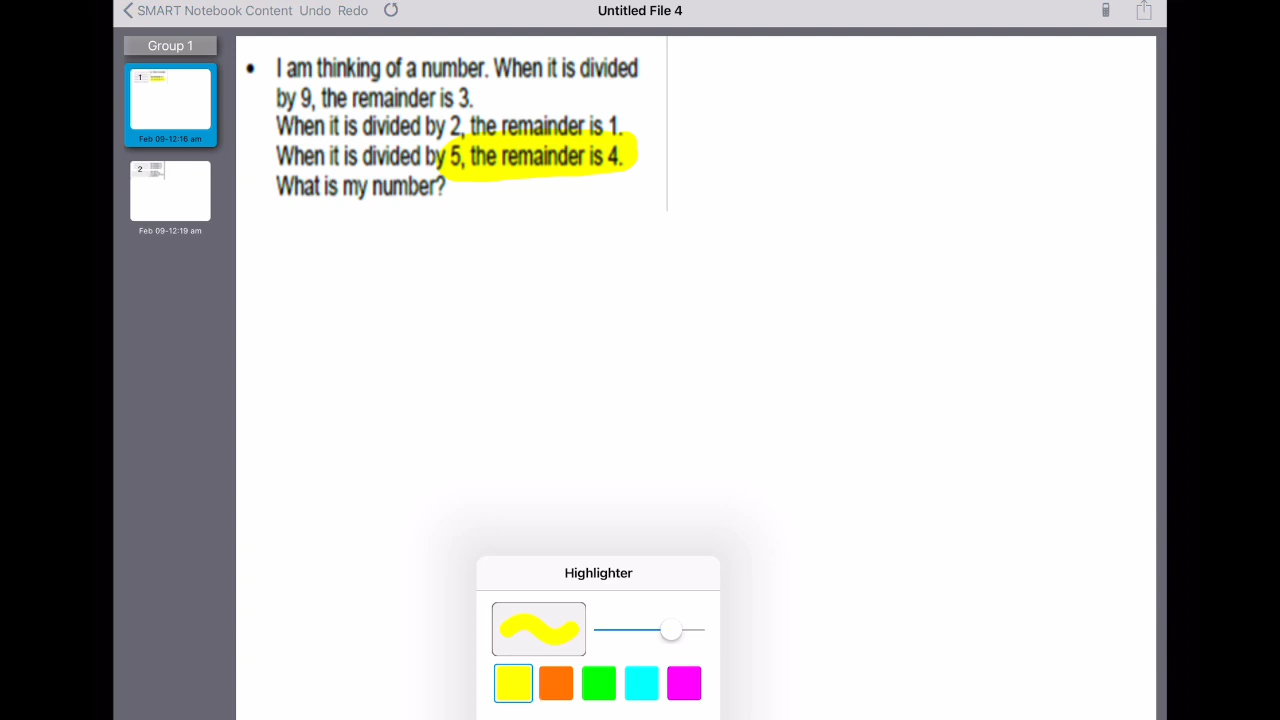 SMART Notebook Content Undo Redo
Untitled File 4
Group 1
1
Feb 09-12:16 am
2
Feb 09-12:19 am
• I am thinking of a number. When it is divided
by 9, the remainder is 3.
When it is divided by 2, the remainder is 1.
When it is divided by 5, the remainder is 4.
What is my number?
Highlighter